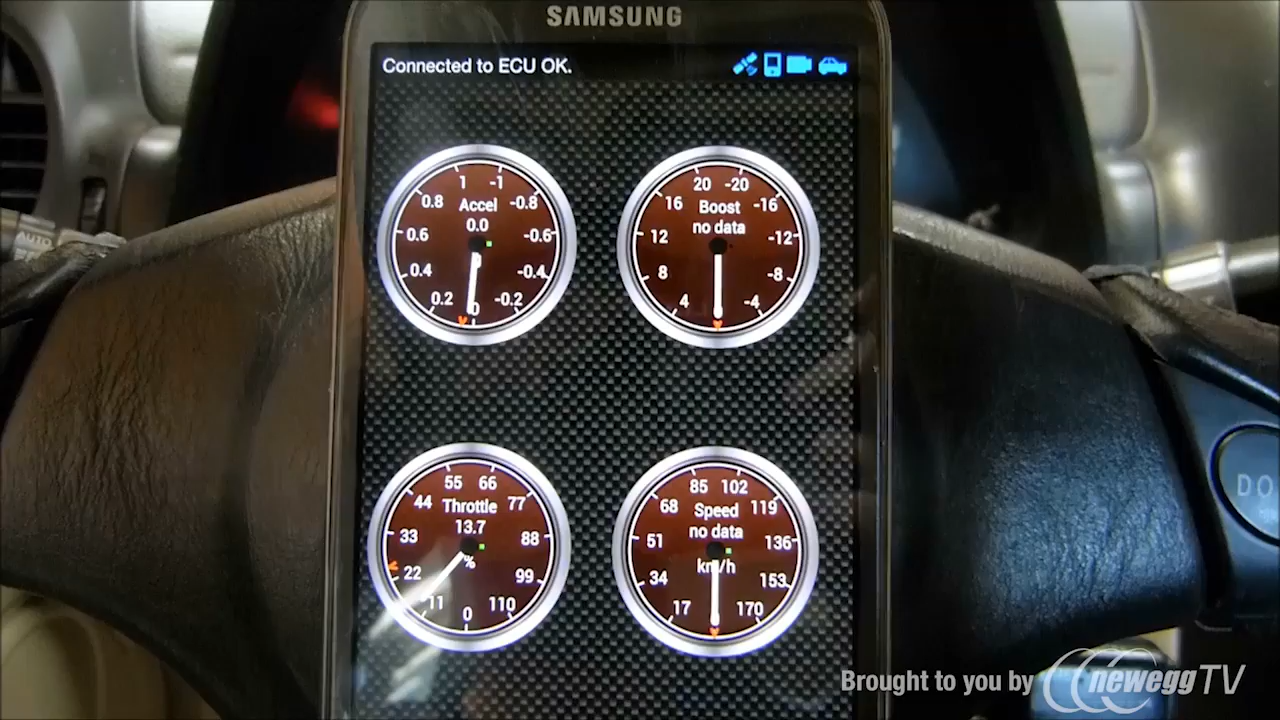 SAMSUNG
Connected to ECU OK.
1 -1
0.8 Accel -0.8
0.0
0.6 -0.6
0.4 -0.4
0.2 0 -0.2
20 -20
16 Boost -16
no data
12 -12
8 -8
4 -4
55 66
44 Throttle 77
13.7
33 88
%
22 99
11 0 110
85 102
68 Speed 119
no data
51 136
km/h
34 153
17 170
AUTO
DO
Brought to you by neweggTV